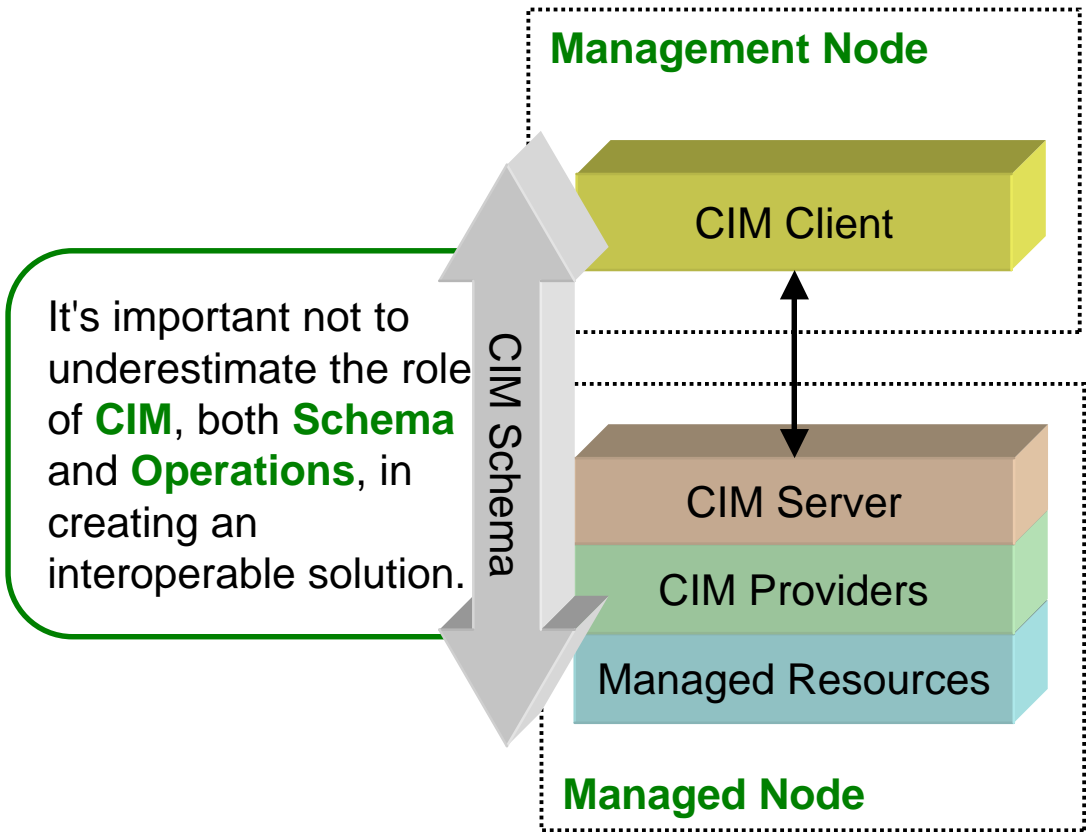 Management Node
CIM Client
It's important not to
underestimate the role
of CIM, both Schema
and Operations, in
creating an
interoperable solution.
CIM Schema
CIM Server
CIM Providers
Managed Resources
Managed Node